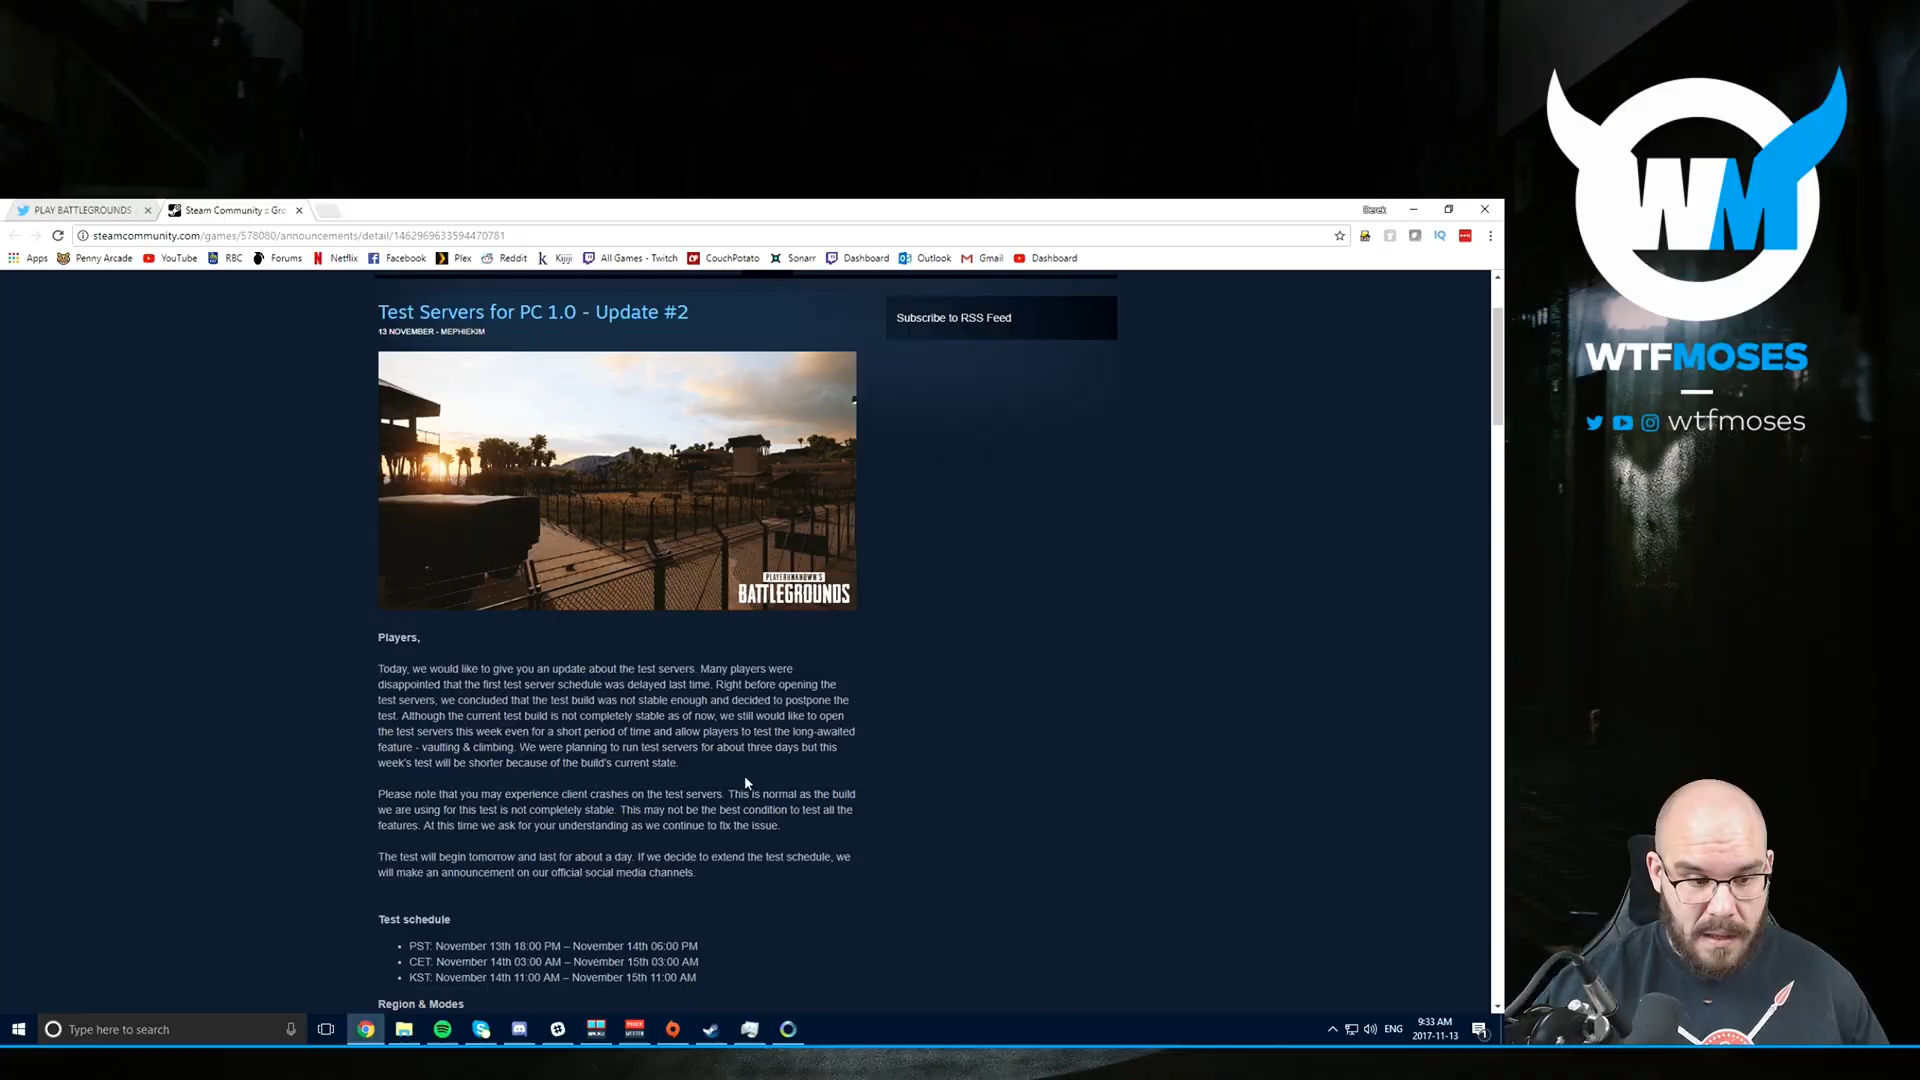 PLAY BATTLEGROUNDS
Steam Community :: Gro
Derek
steamcommunity.com/games/578080/announcements/detail/1462969633594470781
Apps Penny Arcade YouTube RBC Forums Netflix Facebook Plex Reddit Kijiji All Games - Twitch CouchPotato Sonarr Dashboard Outlook Gmail Dashboard
Test Servers for PC 1.0 - Update #2
13 NOVEMBER - MEPHIEKIM
Subscribe to RSS Feed
PLAYERUNKNOWN'S
BATTLEGROUNDS
Players,
Today, we would like to give you an update about the test servers. Many players were
disappointed that the first test server schedule was delayed last time. Right before opening the
test servers, we concluded that the test build was not stable enough and decided to postpone the
test. Although the current test build is not completely stable as of now, we still would like to open
the test servers this week even for a short period of time and allow players to test the long-awaited
feature - vaulting & climbing. We were planning to run test servers for about three days but this
week's test will be shorter because of the build's current state.
Please note that you may experience client crashes on the test servers. This is normal as the build
we are using for this test is not completely stable. This may not be the best condition to test all the
features. At this time we ask for your understanding as we continue to fix the issue.
The test will begin tomorrow and last for about a day. If we decide to extend the test schedule, we
will make an announcement on our official social media channels.
Test schedule
• PST: November 13th 18:00 PM – November 14th 06:00 PM
• CET: November 14th 03:00 AM – November 15th 03:00 AM
• KST: November 14th 11:00 AM – November 15th 11:00 AM
Region & Modes
Type here to search
ENG
9:33 AM
2017-11-13
WM
WTFMOSES
wtfmoses